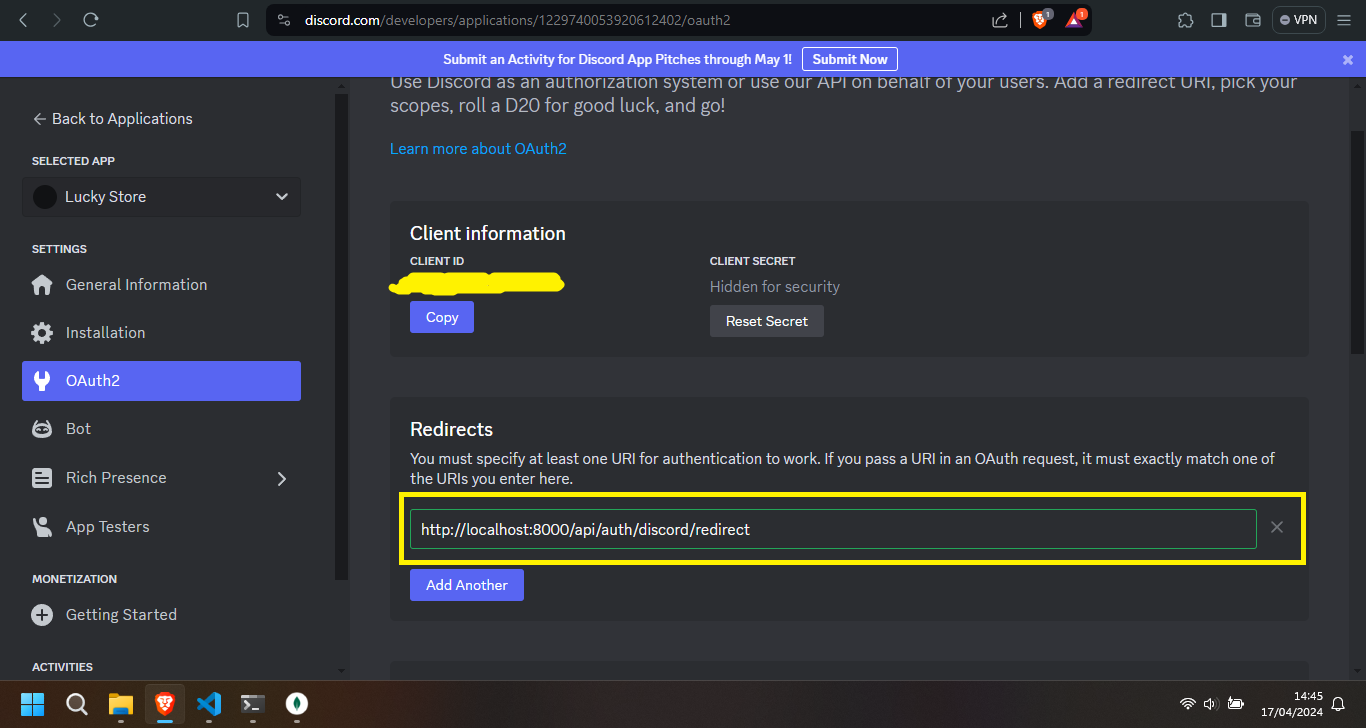 discord.com/developers/applications/1229740053920612402/oauth2
1
1
VPN
Submit an Activity for Discord App Pitches through May 1!
Submit Now
Back to Applications
SELECTED APP
Lucky Store
SETTINGS
General Information
Installation
OAuth2
Bot
Rich Presence
App Testers
MONETIZATION
Getting Started
ACTIVITIES
Use Discord as an authorization system or use our API on behalf of your users. Add a redirect URI, pick your
scopes, roll a D20 for good luck, and go!
Learn more about OAuth2
Client information
CLIENT ID
Copy
CLIENT SECRET
Hidden for security
Reset Secret
Redirects
You must specify at least one URI for authentication to work. If you pass a URI in an OAuth request, it must exactly match one of
the URIs you enter here.
http://localhost:8000/api/auth/discord/redirect
Add Another
14:45
17/04/2024